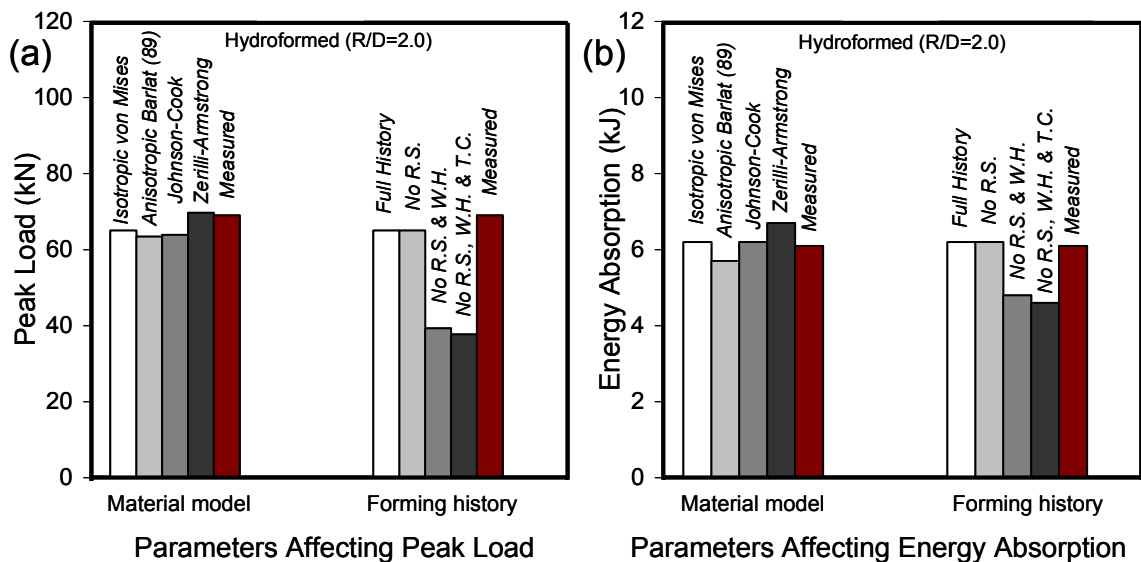 (a)
Hydroformed (R/D=2.0)
Peak Load (kN)
120
100
80
60
40
20
0
Isotropic von Mises
Anisotropic Barlat (89)
Johnson-Cook
Zerilli-Armstrong
Measured
Full History
No R.S.
No R.S. & W.H.
No R.S., W.H. & T.C.
Measured
Material model
Forming history
Parameters Affecting Peak Load
(b)
Hydroformed (R/D=2.0)
Energy Absorption (kJ)
12
10
8
6
4
2
0
Isotropic von Mises
Anisotropic Barlat (89)
Johnson-Cook
Zerilli-Armstrong
Measured
Full History
No R.S.
No R.S. & W.H.
No R.S., W.H. & T.C.
Measured
Material model
Forming history
Parameters Affecting Energy Absorption